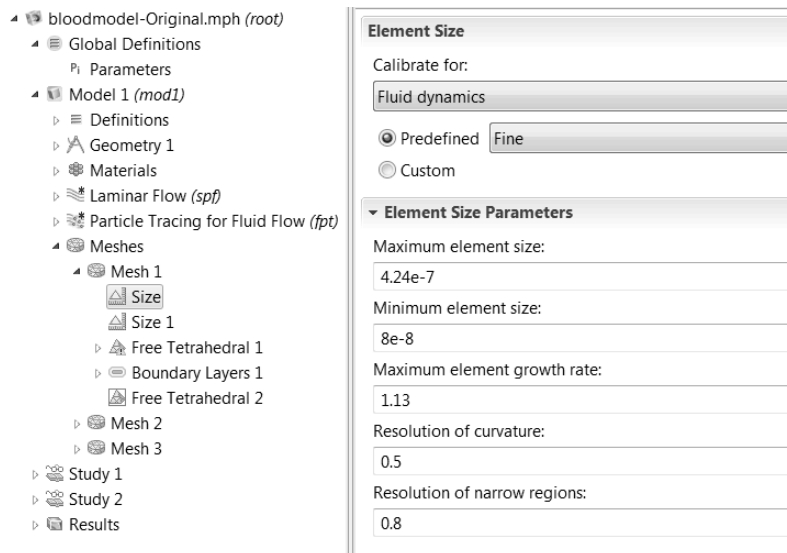 bloodmodel-Original.mph (root)
Global Definitions
Pi Parameters
Model 1 (mod1)
Definitions
Geometry 1
Materials
Laminar Flow (spf)
Particle Tracing for Fluid Flow (fpt)
Meshes
Mesh 1
Size
Size 1
Free Tetrahedral 1
Boundary Layers 1
Free Tetrahedral 2
Mesh 2
Mesh 3
Study 1
Study 2
Results
Element Size
Calibrate for:
Fluid dynamics
Predefined Fine
Custom
Element Size Parameters
Maximum element size:
4.24e-7
Minimum element size:
8e-8
Maximum element growth rate:
1.13
Resolution of curvature:
0.5
Resolution of narrow regions:
0.8